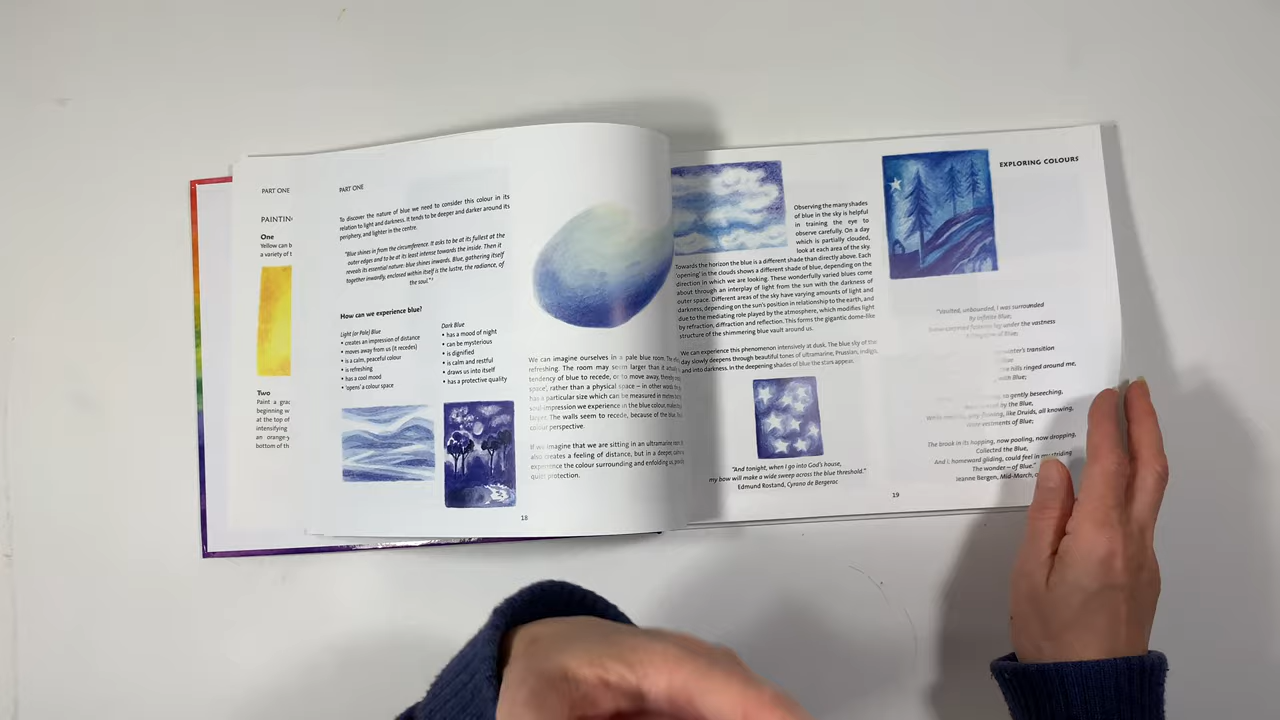 PART ONE
PAINTIN
One
Yellow can b
a variety of t
Two
Paint a grac
beginning w
at the top of
intensifying
an orange-y
bottom of th
PART ONE
To discover the nature of blue we need to consider this colour in its
relation to light and darkness. It tends to be deeper and darker around its
periphery, and lighter in the centre.
"Blue shines in from the circumference. It asks to be at its fullest at the
outer edges and to be at its least intense towards the inside. Then it
reveals its essential nature: blue shines inwards. Blue, gathering itself
together inwardly, enclosed within itself is the lustre, the radiance, of
the soul."
How can we experience blue?
Light (or Pale) Blue
• creates an impression of distance
• moves away from us (it recedes)
• is a calm, peaceful colour
• is refreshing
• has a cool mood
• 'opens' a colour space
Dark Blue
• has a mood of night
• can be mysterious
• is dignified
• is calm and restful
• draws us into itself
• has a protective quality
We can imagine ourselves in a pale blue room. The
refreshing. The room may seem larger than it
tendency of blue to recede, or to move away,
space', rather than a physical space – in other words
has a particular size which can be measured in
soul-impression we experience in the blue colour,
larger. The walls seem to recede, because of the blue
colour perspective.
If we imagine that we are sitting in an ultramarine
also creates a feeling of distance, but in a deeper,
experience the colour surrounding and enfolding us,
quiet protection.
18
Observing the many shades
of blue in the sky is helpful
in training the eye to
observe carefully. On a day
which is partially clouded,
look at each area of the sky.
Towards the horizon the blue is a different shade than directly above. Each
'opening' in the clouds shows a different shade of blue, depending on the
direction in which we are looking. These wonderfully varied blues come
about through an interplay of light from the sun with the darkness of
outer space. Different areas of the sky have varying amounts of light and
darkness, depending on the sun's position in relationship to the earth, and
due to the mediating role played by the atmosphere, which modifies light
by refraction, diffraction and reflection. This forms the gigantic dome-like
structure of the shimmering blue vault around us.
We can experience this phenomenon intensively at dusk. The blue sky of the
day slowly deepens through beautiful tones of ultramarine, Prussian, indigo,
and into darkness. In the deepening shades of blue the stars appear.
"And tonight, when I go into God's house,
my bow will make a wide sweep across the blue threshold."
Edmund Rostand, Cyrano de Bergerac
19
EXPLORING COLOURS
"Vaulted, unbounded, I was surrounded
By infinite Blue;
lay under the vastness
of Blue;
winter's transition
Blue
hills ringed around me,
with Blue;
so gently beseeching,
by the Blue,
like Druids, all knowing,
vestments of Blue;
The brook in its hopping, now pooling, now dropping,
Collected the Blue,
And I, homeward gliding, could feel in my striding
The wonder – of Blue."
Jeanne Bergen, Mid-March,